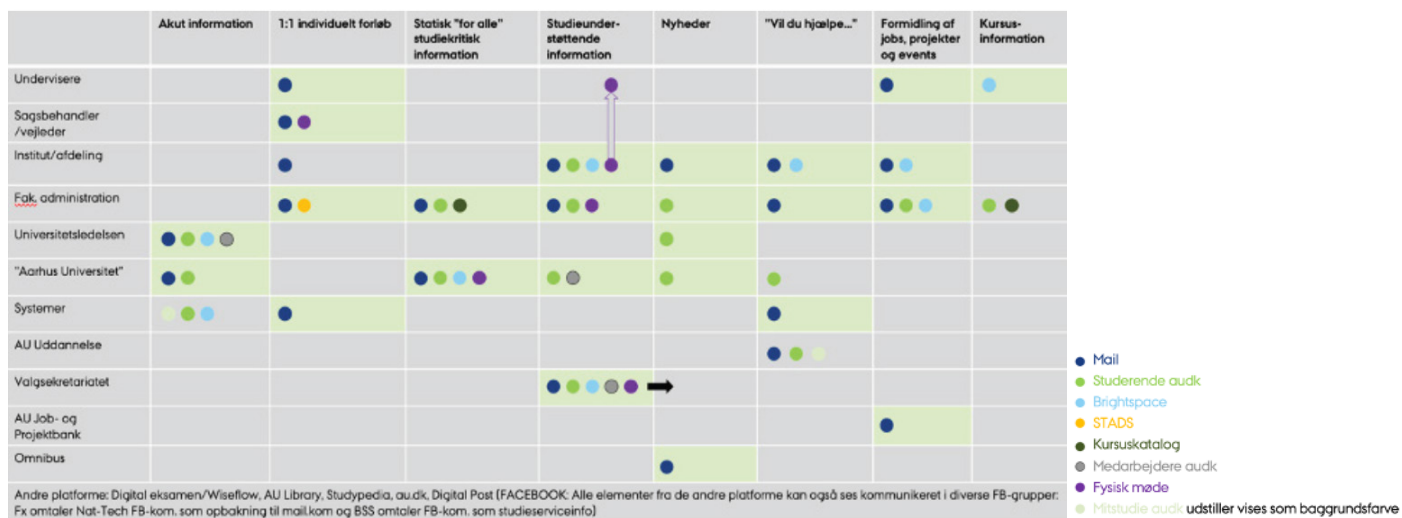 Akut information
1:1 individuelt forløb
Statisk "for alle"
studiekritisk
information
Studieunder-
støttende
information
Nyheder
"Vil du hjælpe..."
Formidling af
jobs, projekter
og events
Kursus-
information
Undervisere
Sagsbehandler
/vejleder
Institut/afdeling
Fak. administration
Universitetsledelsen
"Aarhus Universitet"
Systemer
AU Uddannelse
Valgsekretariatet
AU Job- og
Projektbank
Omnibus
Andre platforme: Digital eksamen/Wiseflow, AU Library, Studypedia, au.dk, Digital Post (FACEBOOK: Alle elementer fra de andre platforme kan også ses kommunikeret i diverse FB-grupper:
Fx omtaler Nat-Tech FB-kom. som opbakning til mail.kom og BSS omtaler FB-kom. som studieserviceinfo)
Mail
Studerende audk
Brightspace
STADS
Kursuskatalog
Medarbejdere audk
Fysisk møde
Mitstudie audk udstiller vises som baggrundsfarve